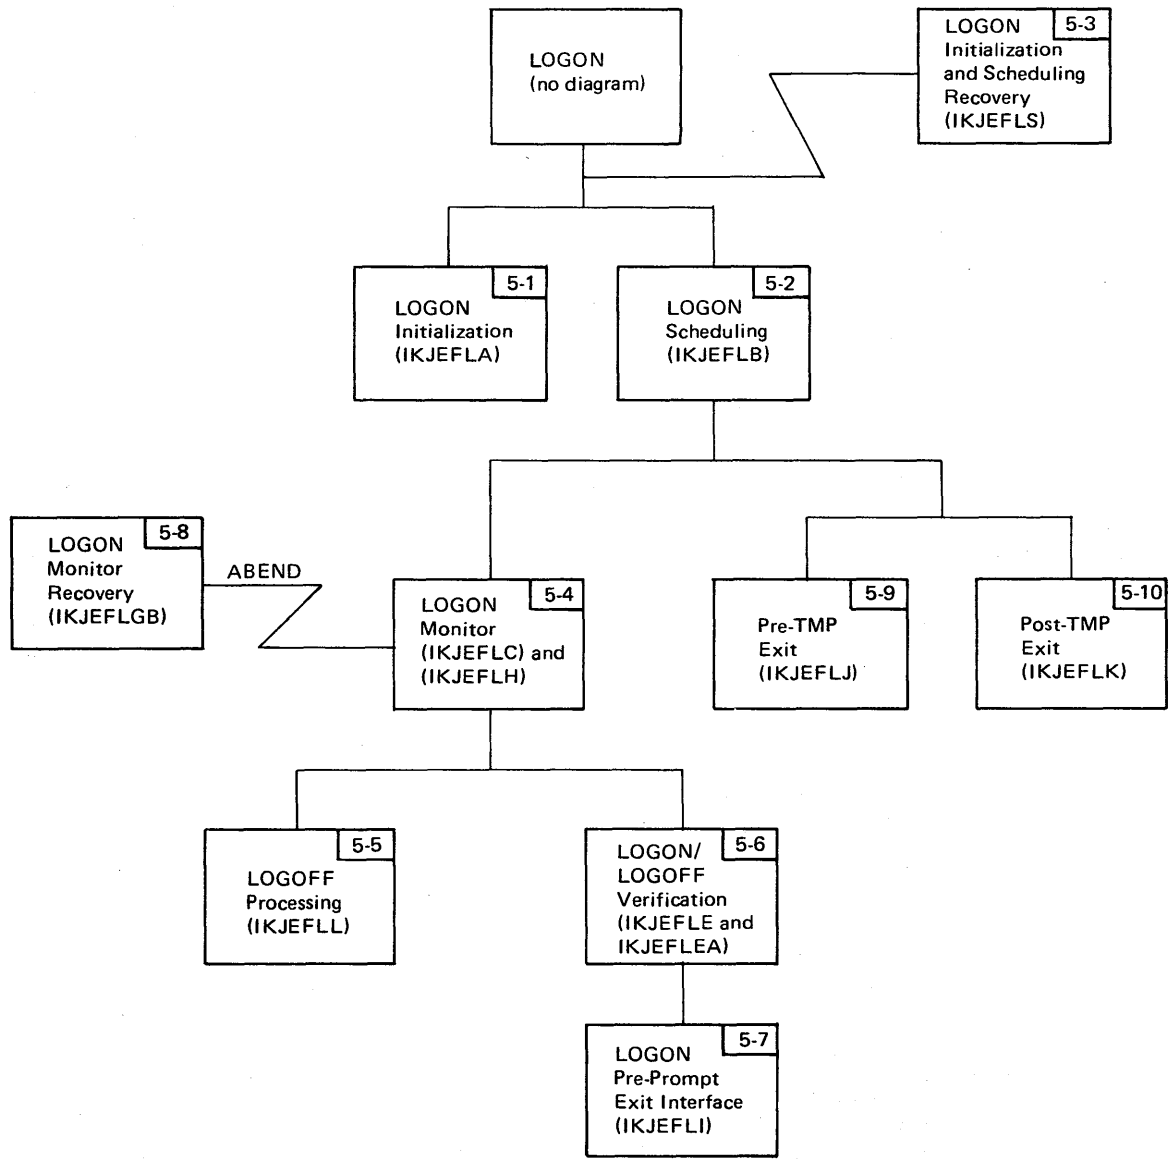 LOGON
(no diagram)
5-3
LOGON
Initialization
and Scheduling
Recovery
(IKJEFLS)
5-1
LOGON
Initialization
(IKJEFLA)
5-2
LOGON
Scheduling
(IKJEFLB)
5-8
LOGON
Monitor
Recovery
(IKJEFLGB)
ABEND
5-4
LOGON
Monitor
(IKJEFLC) and
(IKJEFLH)
5-9
Pre-TMP
Exit
(IKJEFLJ)
5-10
Post-TMP
Exit
(IKJEFLK)
5-5
LOGOFF
Processing
(IKJEFLL)
5-6
LOGON/
LOGOFF
Verification
(IKJEFLE and
IKJEFLEA)
5-7
LOGON
Pre-Prompt
Exit Interface
(IKJEFLI)